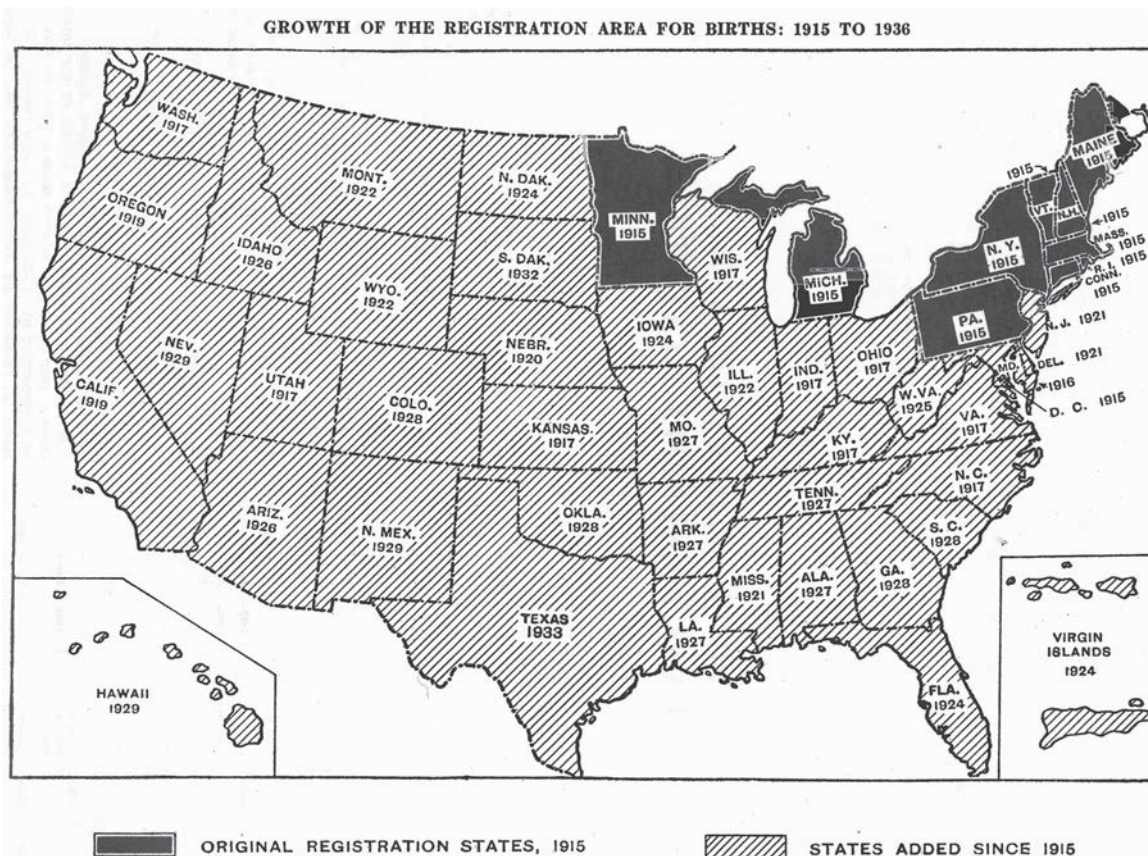 GROWTH OF THE REGISTRATION AREA FOR BIRTHS: 1915 TO 1936
WASH.
1917
OREGON
1919
CALIF.
1919
IDAHO
1926
NEV.
1929
MONT.
1922
WYO.
1922
UTAH
1917
COLO.
1928
ARIZ.
1926
N. MEX.
1929
N. DAK.
1924
S. DAK.
1932
NEBR.
1920
KANSAS.
1917
OKLA.
1928
TEXAS
1933
MINN.
1915
IOWA
1924
MO.
1927
ARK.
1927
LA.
1927
WIS.
1917
ILL.
1922
MICH.
1915
IND.
1917
OHIO
1917
KY.
1917
TENN.
1927
MISS.
1921
ALA.
1927
GA.
1928
FLA.
1924
S. C.
1928
N. C.
1917
VA.
1917
W. VA.
1925
PA.
1915
N. Y.
1915
1915
VT.
N.H.
1915
MAINE
1915
MASS.
1915
R. I. 1915
CONN.
1915
N. J. 1921
DEL. 1921
MD.
1916
D. C. 1915
HAWAII
1929
VIRGIN
ISLANDS
1924
ORIGINAL REGISTRATION STATES, 1915
STATES ADDED SINCE 1915